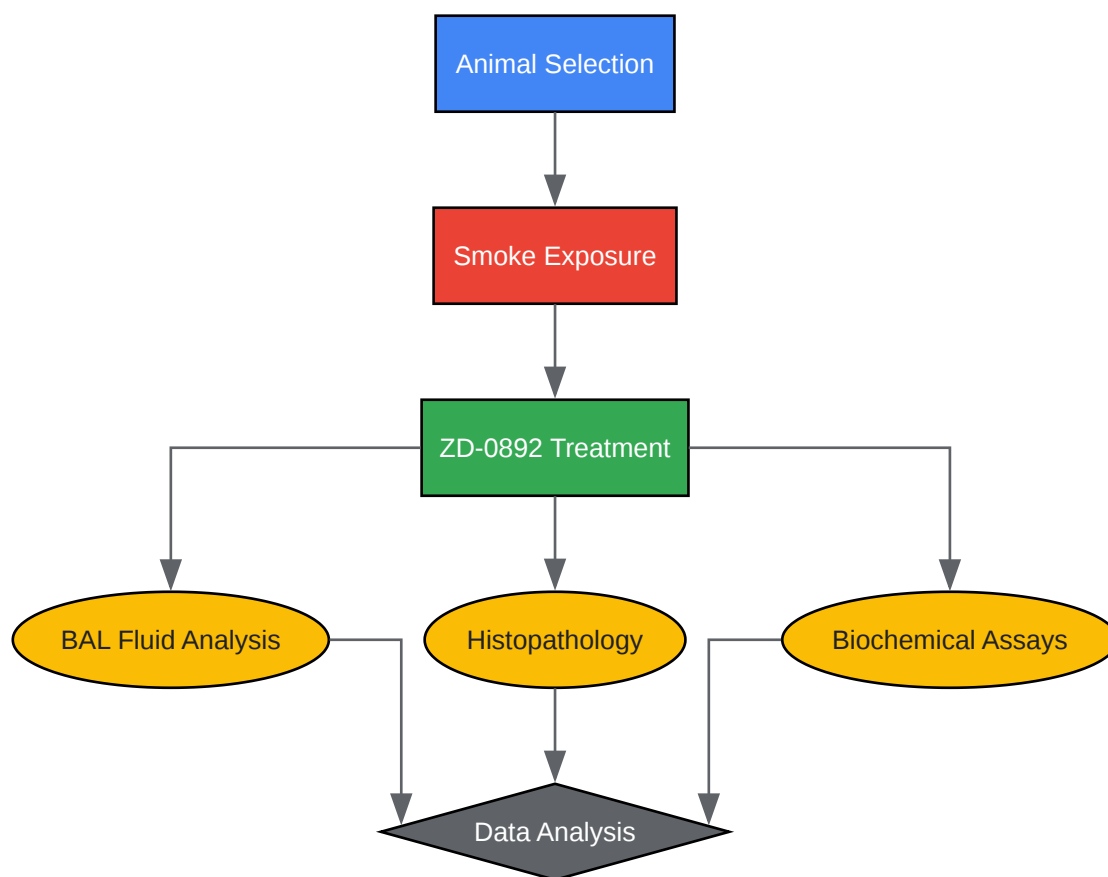 Animal Selection
Smoke Exposure
ZD-0892 Treatment
BAL Fluid Analysis
Histopathology
Biochemical Assays
Data Analysis